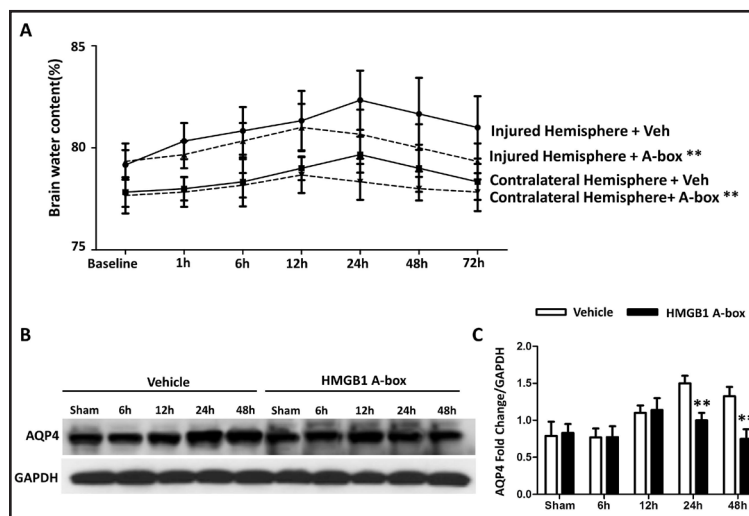 A
85
80
75
Brain water content(%)
Baseline 1h 6h 12h 24h 48h 72h
Injured Hemisphere + Veh
Injured Hemisphere + A-box **
Contralateral Hemisphere + Veh
Contralateral Hemisphere+ A-box **
B
Vehicle HMGB1 A-box
Sham 6h 12h 24h 48h Sham 6h 12h 24h 48h
AQP4
GAPDH
C
Vehicle HMGB1 A-box
AQP4 Fold Change/GAPDH
2.0
1.5
1.0
0.5
0.0
**
**
Sham 6h 12h 24h 48h